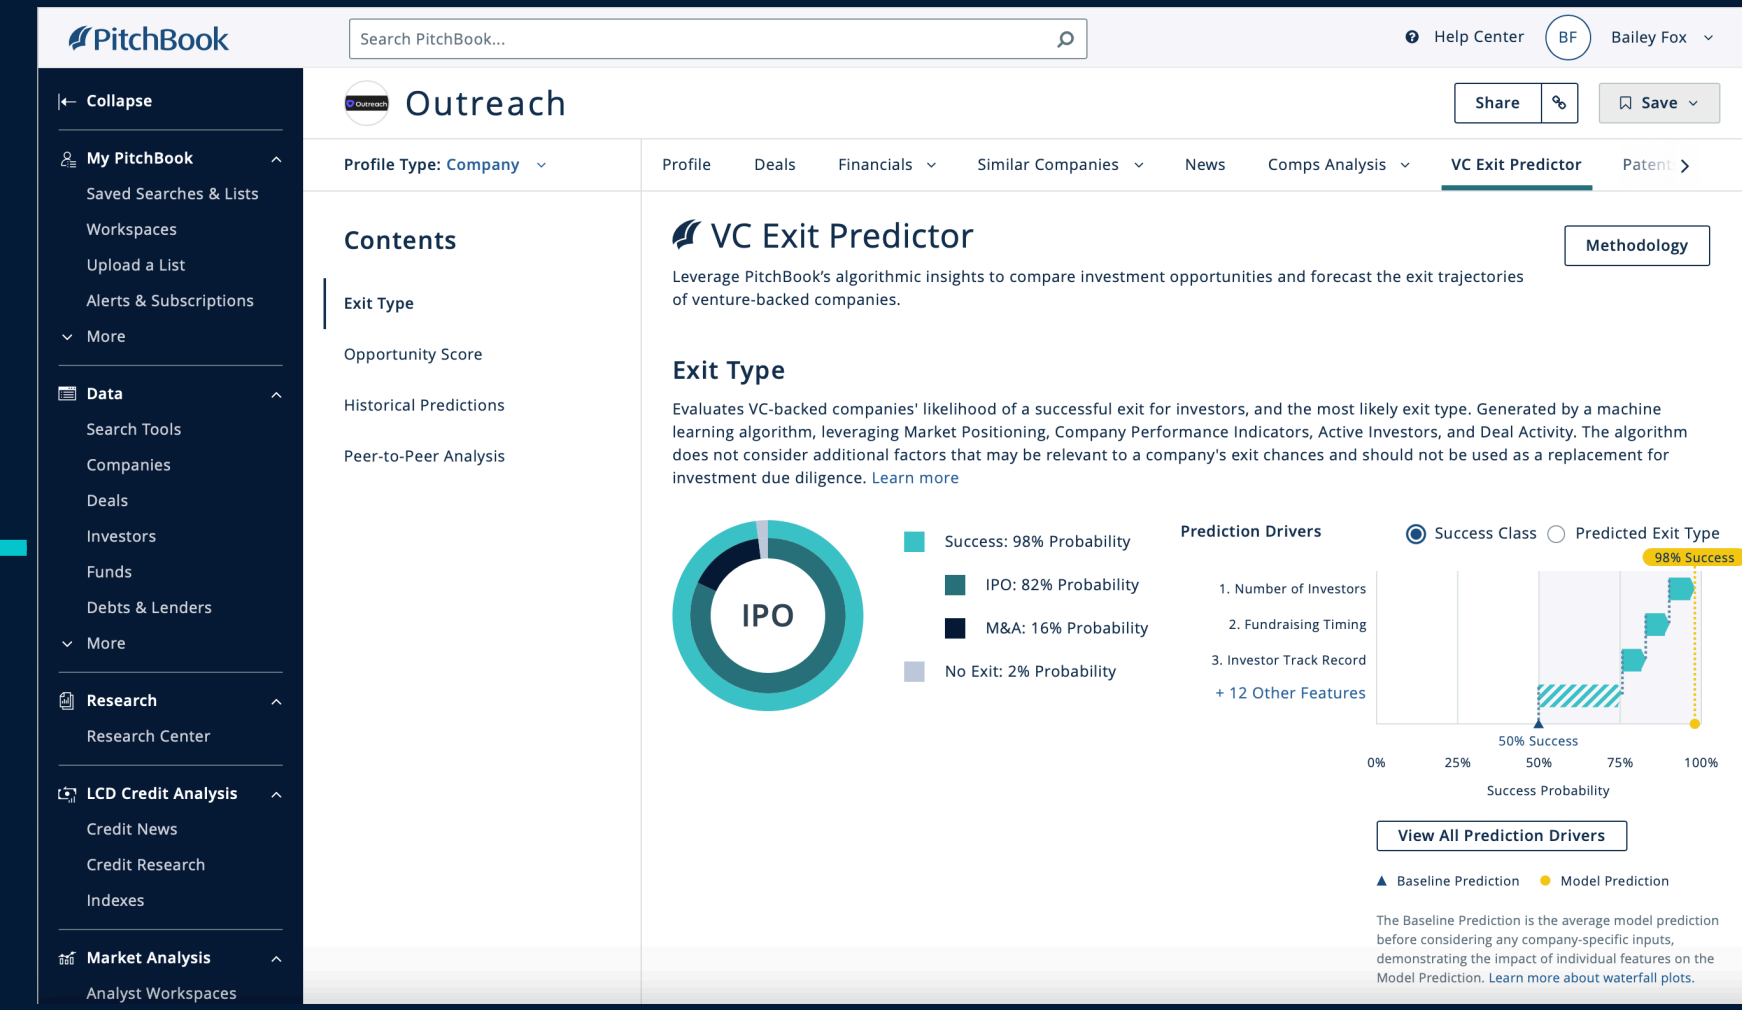 PitchBook
Search PitchBook...
Help Center
BF
Bailey Fox
Collapse
My PitchBook
Saved Searches & Lists
Workspaces
Upload a List
Alerts & Subscriptions
More
Data
Search Tools
Companies
Deals
Investors
Funds
Debts & Lenders
More
Research
Research Center
LCD Credit Analysis
Credit News
Credit Research
Indexes
Market Analysis
Analyst Workspaces
Outreach
Outreach
Share
Save
Profile Type: Company
Profile
Deals
Financials
Similar Companies
News
Comps Analysis
VC Exit Predictor
Patent
Contents
Exit Type
Opportunity Score
Historical Predictions
Peer-to-Peer Analysis
VC Exit Predictor
Methodology
Leverage PitchBook's algorithmic insights to compare investment opportunities and forecast the exit trajectories
of venture-backed companies.
Exit Type
Evaluates VC-backed companies' likelihood of a successful exit for investors, and the most likely exit type. Generated by a machine
learning algorithm, leveraging Market Positioning, Company Performance Indicators, Active Investors, and Deal Activity. The algorithm
does not consider additional factors that may be relevant to a company's exit chances and should not be used as a replacement for
investment due diligence. Learn more
IPO
Success: 98% Probability
IPO: 82% Probability
M&A: 16% Probability
No Exit: 2% Probability
Prediction Drivers
Success Class
Predicted Exit Type
98% Success
1. Number of Investors
2. Fundraising Timing
3. Investor Track Record
+ 12 Other Features
50% Success
0%
25%
50%
75%
100%
Success Probability
View All Prediction Drivers
Baseline Prediction
Model Prediction
The Baseline Prediction is the average model prediction
before considering any company-specific inputs,
demonstrating the impact of individual features on the
Model Prediction. Learn more about waterfall plots.